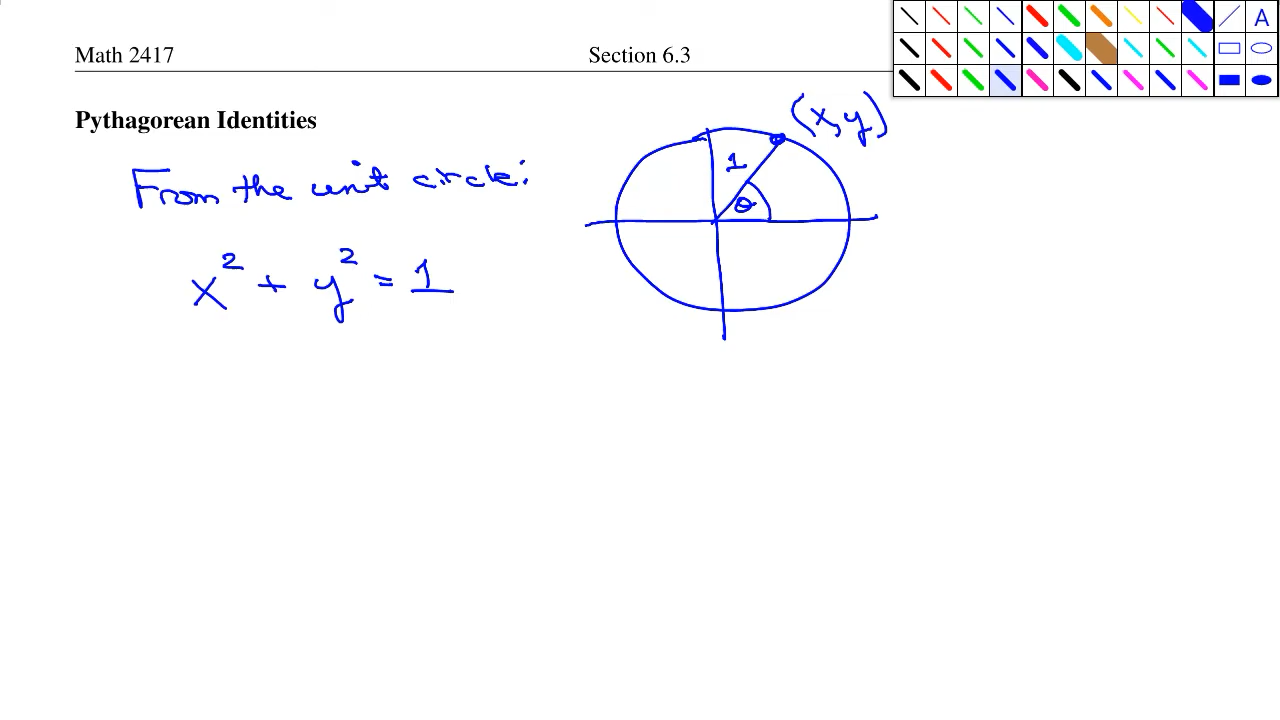 Math 2417 Section 6.3
Pythagorean Identities
From the unit circle:
x² + y² = 1
(x, y)
1
θ
A